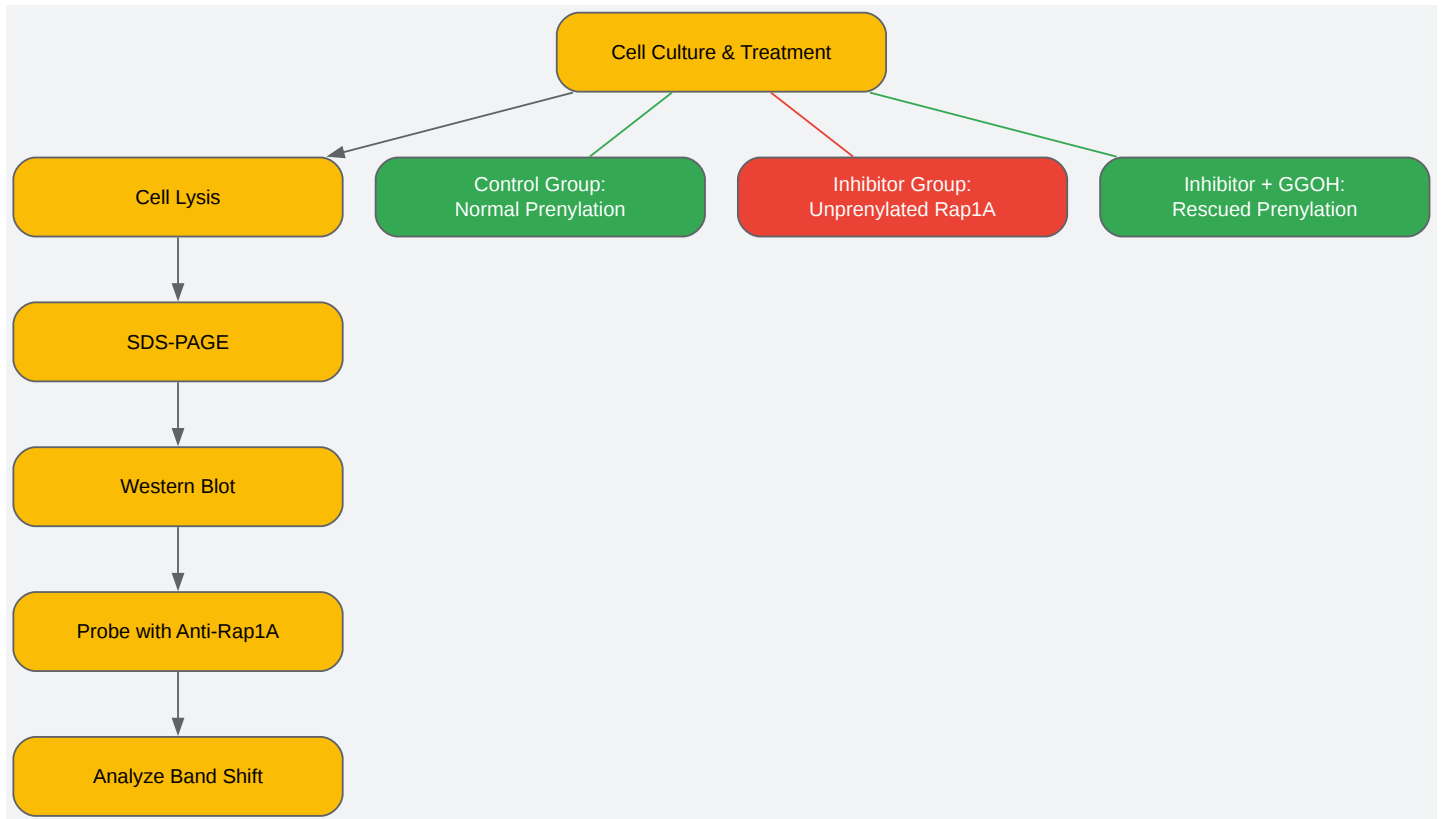 Cell Culture & Treatment
Cell Lysis
Control Group:
Normal Prenylation
Inhibitor Group:
Unprenylated Rap1A
Inhibitor + GGOH:
Rescued Prenylation
SDS-PAGE
Western Blot
Probe with Anti-Rap1A
Analyze Band Shift